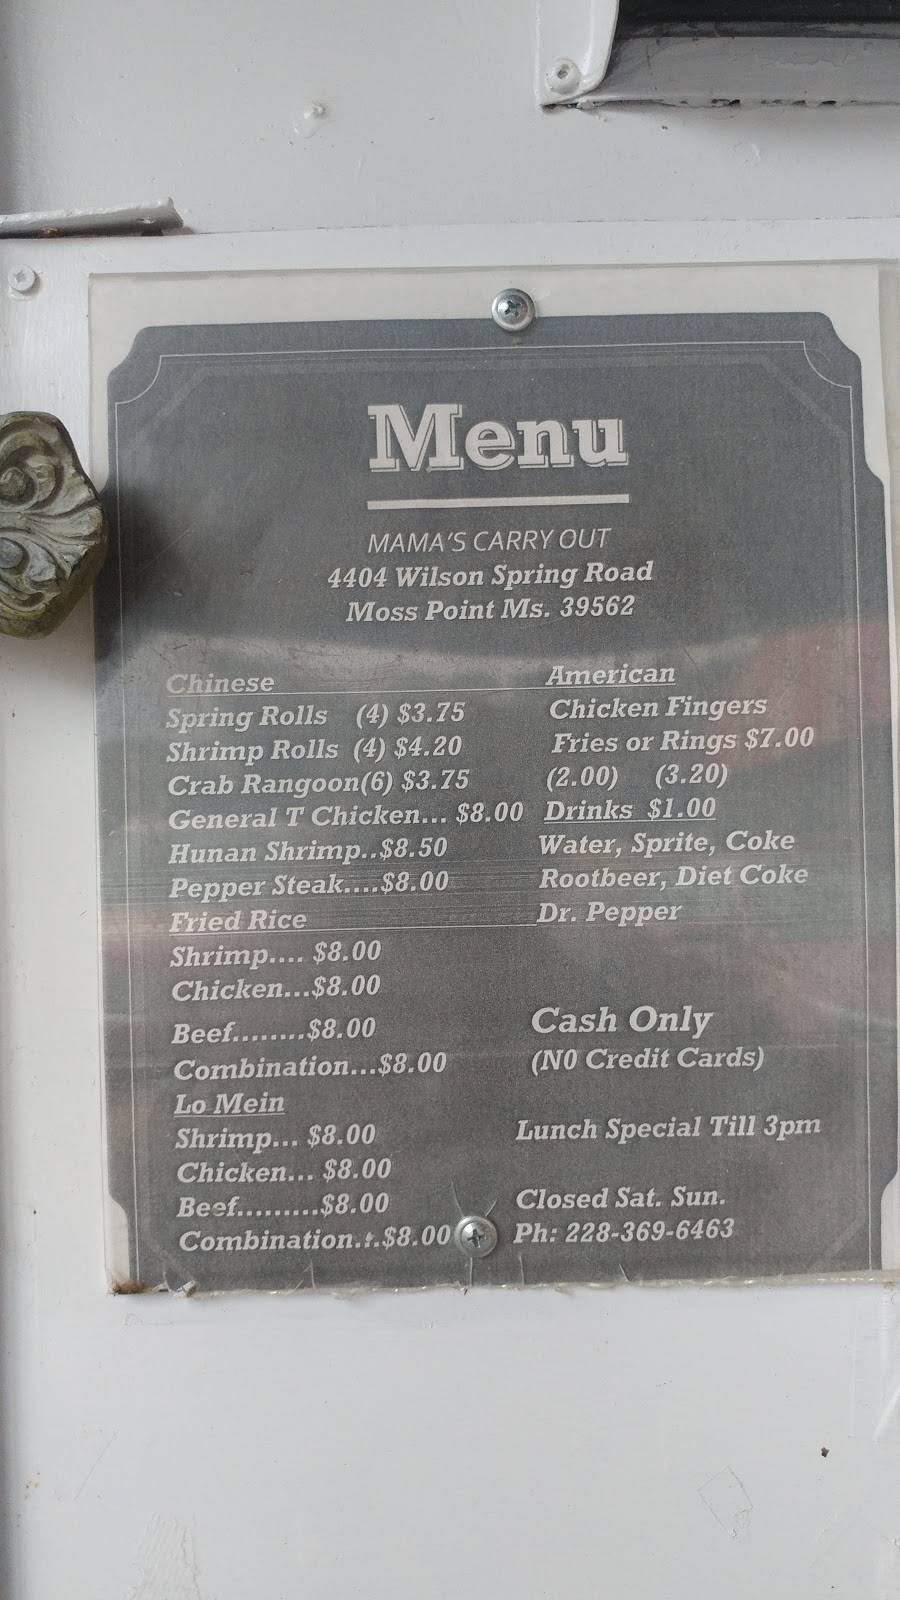 Menu
MAMA'S CARRY OUT
4404 Wilson Spring Road
Moss Point Ms. 39562
Chinese
Spring Rolls (4) $3.75
Shrimp Rolls (4) $4.20
Crab Rangoon(6) $3.75
General T Chicken... $8.00
Hunan Shrimp..$8.50
Pepper Steak....$8.00
Fried Rice
Shrimp.... $8.00
Chicken...$8.00
Beef........$8.00
Combination...$8.00
Lo Mein
Shrimp... $8.00
Chicken... $8.00
Beef.........$8.00
Combination...$8.00
American
Chicken Fingers
Fries or Rings $7.00
(2.00) (3.20)
Drinks $1.00
Water, Sprite, Coke
Rootbeer, Diet Coke
Dr. Pepper
Cash Only
(N0 Credit Cards)
Lunch Special Till 3pm
Closed Sat. Sun.
Ph: 228-369-6463